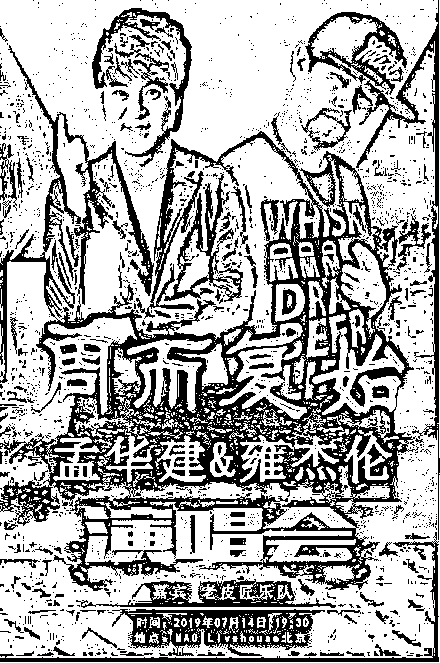 WHISK
DRA
周而复始
孟华建&雍杰伦
演唱会
嘉宾 老皮匠乐队
时间：2019年07月14日 19:30
地点：MAO Livehouse北京